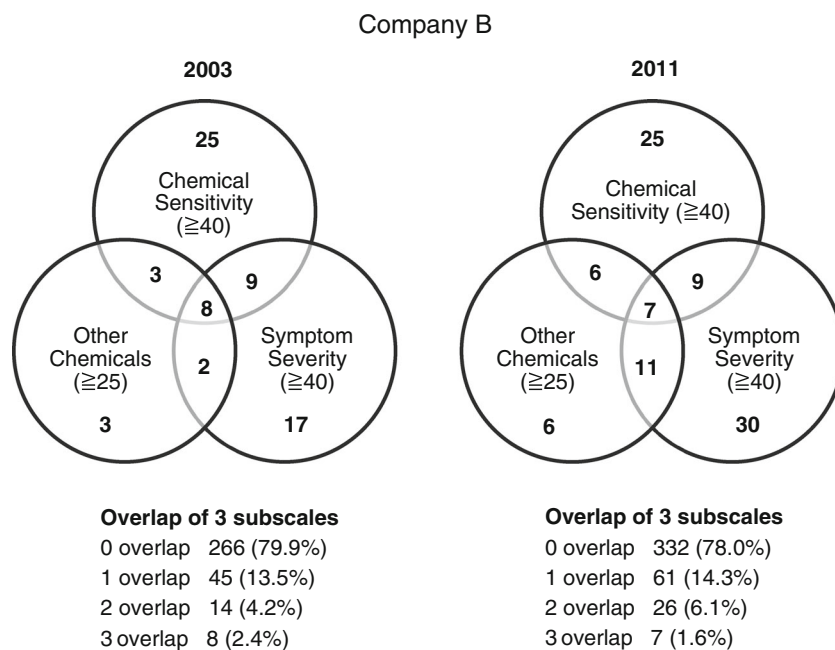 Company B
2003
25
Chemical
Sensitivity
(≧40)
3
9
8
Other
Chemicals
(≧25)
2
Symptom
Severity
(≧40)
3
17
Overlap of 3 subscales
0 overlap 266 (79.9%)
1 overlap 45 (13.5%)
2 overlap 14 (4.2%)
3 overlap 8 (2.4%)
2011
25
Chemical
Sensitivity (≧40)
6
9
7
Other
Chemicals
(≧25)
11
Symptom
Severity
(≧40)
6
30
Overlap of 3 subscales
0 overlap 332 (78.0%)
1 overlap 61 (14.3%)
2 overlap 26 (6.1%)
3 overlap 7 (1.6%)